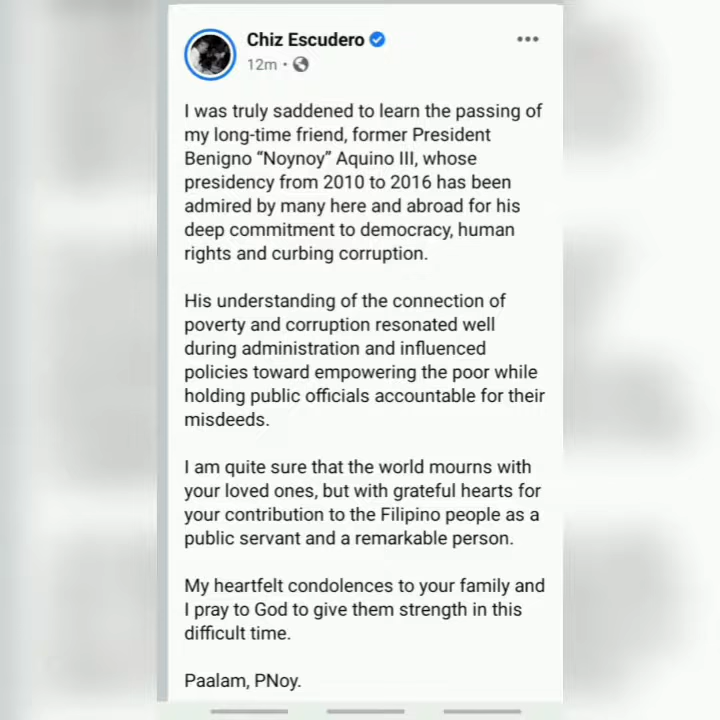 Chiz Escudero
12m
I was truly saddened to learn the passing of
my long-time friend, former President
Benigno “Noynoy” Aquino III, whose
presidency from 2010 to 2016 has been
admired by many here and abroad for his
deep commitment to democracy, human
rights and curbing corruption.
His understanding of the connection of
poverty and corruption resonated well
during administration and influenced
policies toward empowering the poor while
holding public officials accountable for their
misdeeds.
I am quite sure that the world mourns with
your loved ones, but with grateful hearts for
your contribution to the Filipino people as a
public servant and a remarkable person.
My heartfelt condolences to your family and
I pray to God to give them strength in this
difficult time.
Paalam, PNoy.